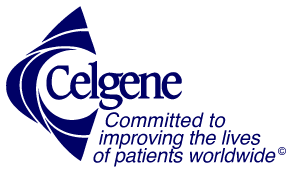 Celgene
Committed to
improving the lives
of patients worldwide©